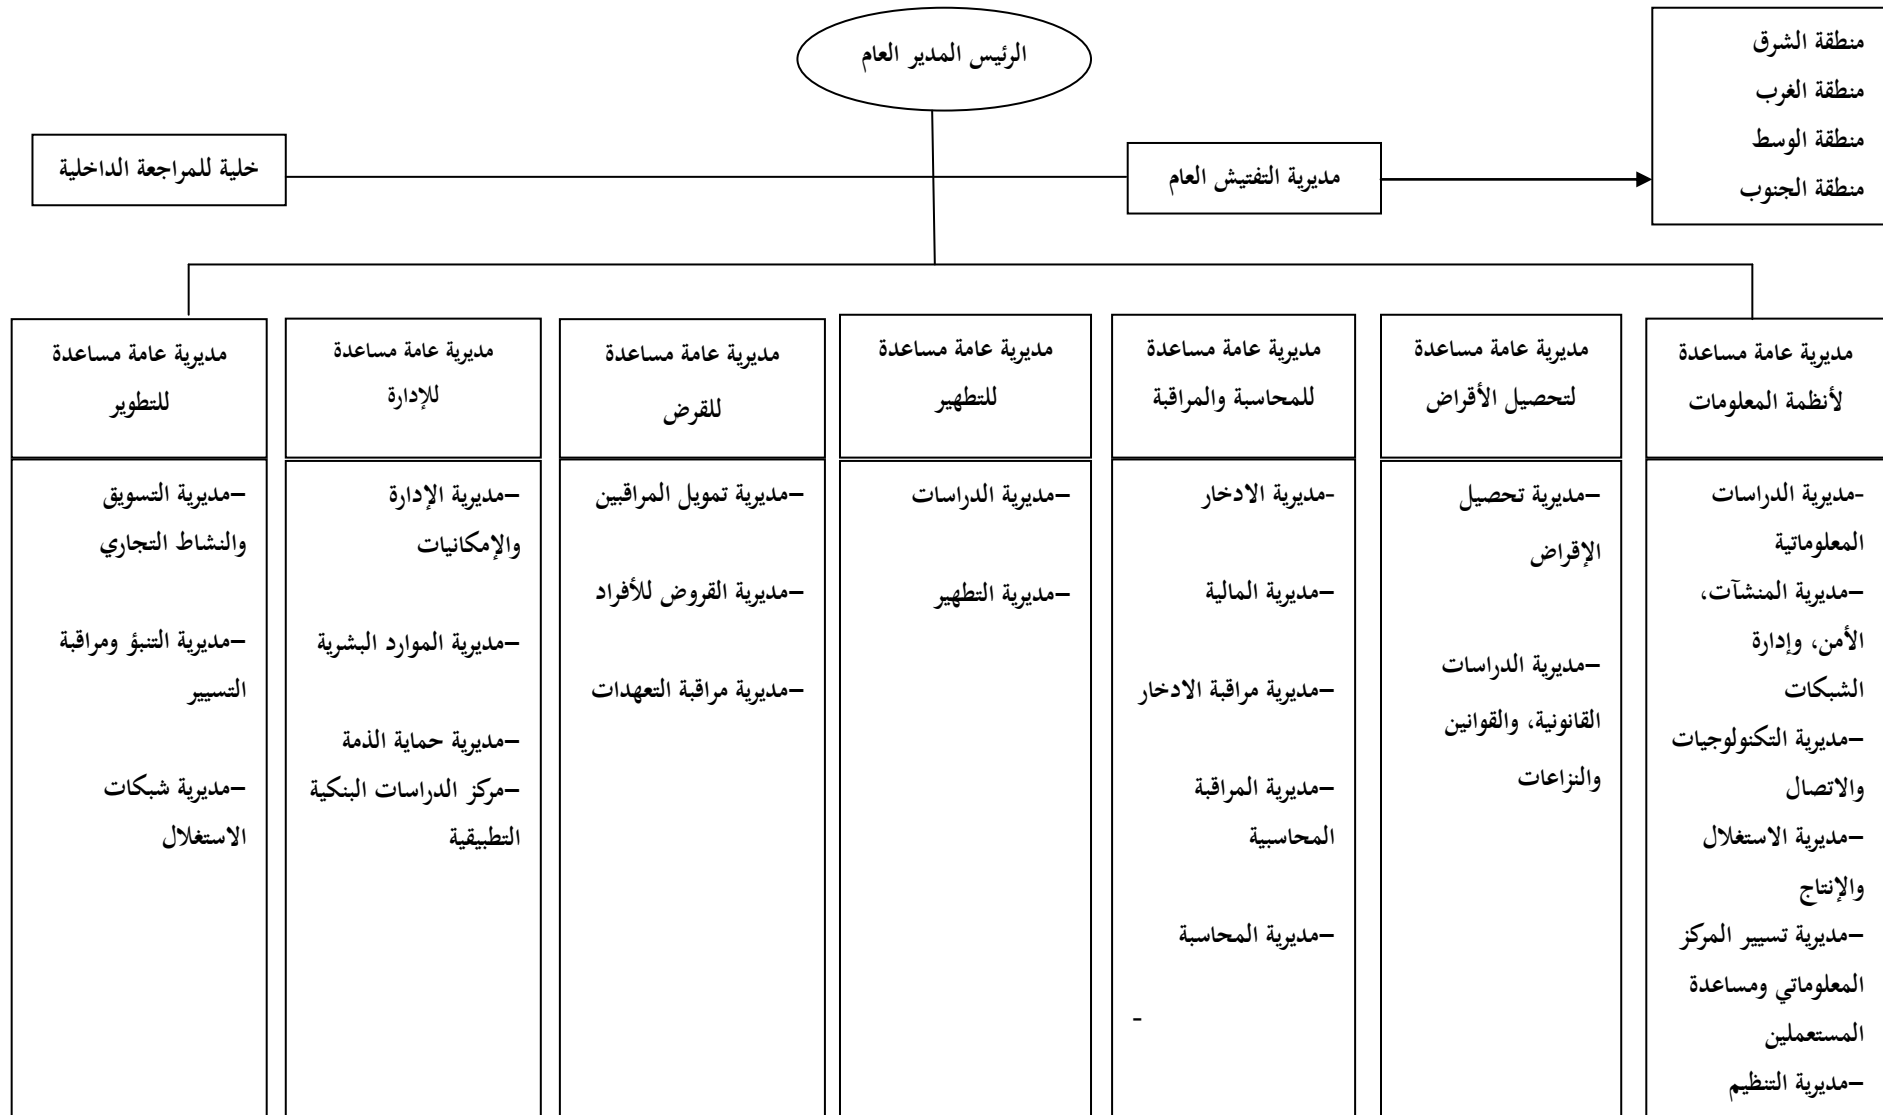 الرئيس المدير العام
منطقة الشرق
منطقة الغرب
منطقة الوسط
منطقة الجنوب
مديرية التفتيش العام
خلية للمراجعة الداخلية
مديرية عامة مساعدة
لأنظمة المعلومات
-مديرية الدراسات
المعلوماتية
–مديرية المنشآت،
الأمن، وإدارة
الشبكات
–مديرية التكنولوجيات
والاتصال
–مديرية الاستغلال
والإنتاج
–مديرية تسيير المركز
المعلوماتي ومساعدة
المستعملين
–مديرية التنظيم
مديرية عامة مساعدة
لتحصيل الأقراض
–مديرية تحصيل
الإقراض
–مديرية الدراسات
القانونية، والقوانين
والنزاعات
مديرية عامة مساعدة
للمحاسبة والمراقبة
-مديرية الادخار
–مديرية المالية
–مديرية مراقبة الادخار
–مديرية المراقبة
المحاسبية
–مديرية المحاسبة
-
مديرية عامة مساعدة
للتطهير
–مديرية الدراسات
–مديرية التطهير
مديرية عامة مساعدة
للقرض
–مديرية تمويل المراقبين
–مديرية القروض للأفراد
–مديرية مراقبة التعهدات
مديرية عامة مساعدة
للإدارة
–مديرية الإدارة
والإمكانيات
–مديرية الموارد البشرية
–مديرية حماية الذمة
–مركز الدراسات البنكية
التطبيقية
مديرية عامة مساعدة
للتطوير
–مديرية التسويق
والنشاط التجاري
–مديرية التنبؤ ومراقبة
التسيير
–مديرية شبكات
الاستغلال